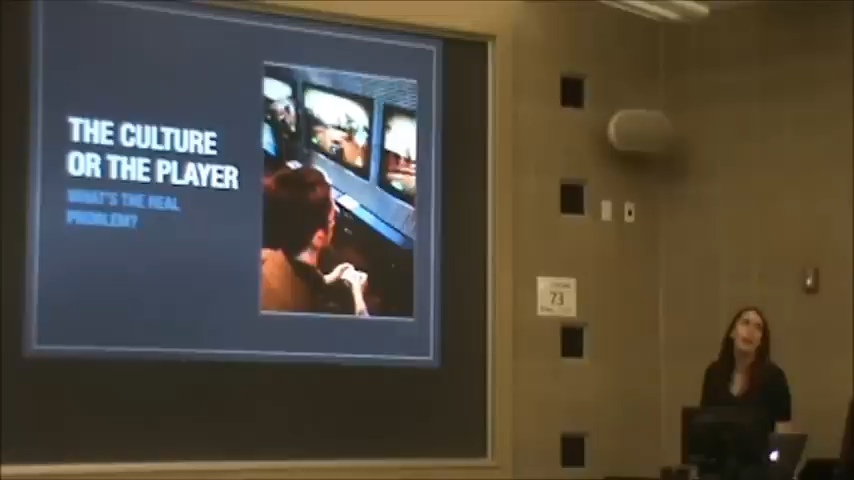 THE CULTURE
OR THE PLAYER
WHAT'S THE REAL
PROBLEM?
73